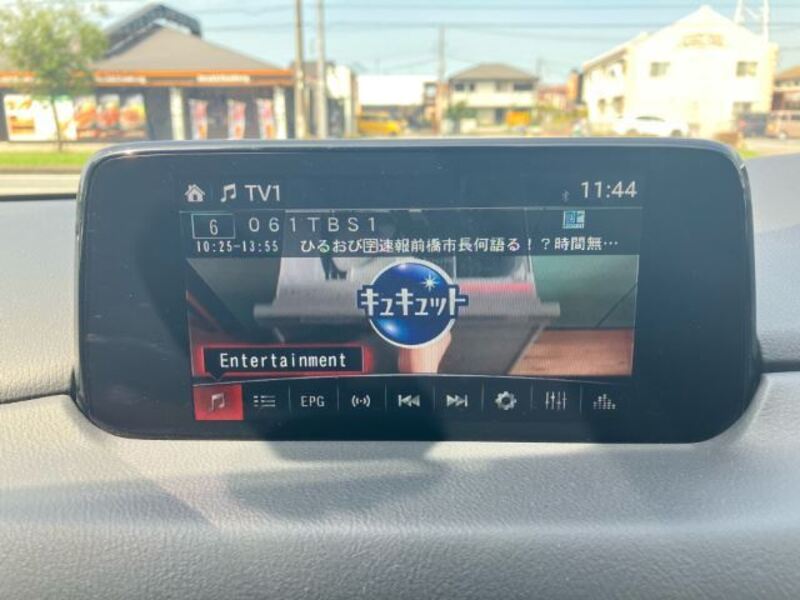 TV1
11:44
6
061TBS1
10:25-13:55
ひるおび🈑速報前橋市長何語る!?時間無…
キュキュット
Entertainment
EPG